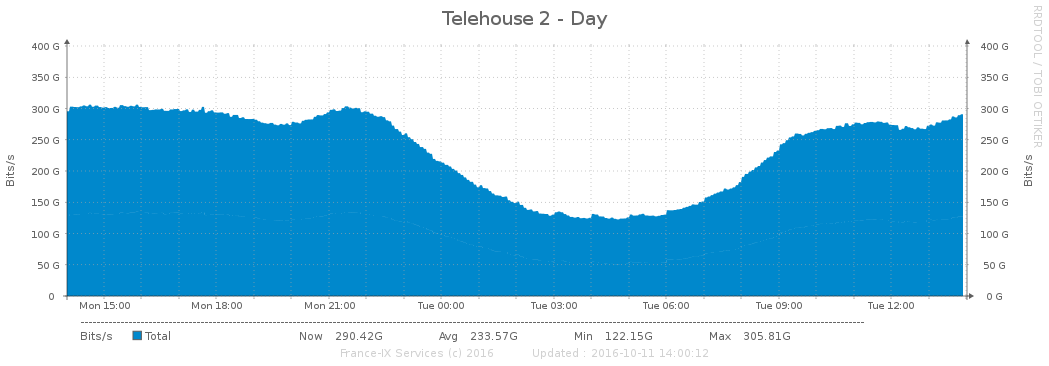 Telehouse 2 - Day
RRDTOOL / TOBI OETIKER
Bits/s
400 G 400 G
350 G 350 G
300 G 300 G
250 G 250 G
200 G 200 G
150 G 150 G
100 G 100 G
50 G 50 G
0 0 G
Bits/s
Mon 15:00 Mon 18:00 Mon 21:00 Tue 00:00 Tue 03:00 Tue 06:00 Tue 09:00 Tue 12:00
Bits/s Total Now 290.42G Avg 233.57G Min 122.15G Max 305.81G
France-IX Services (c) 2016 Updated : 2016-10-11 14:00:12